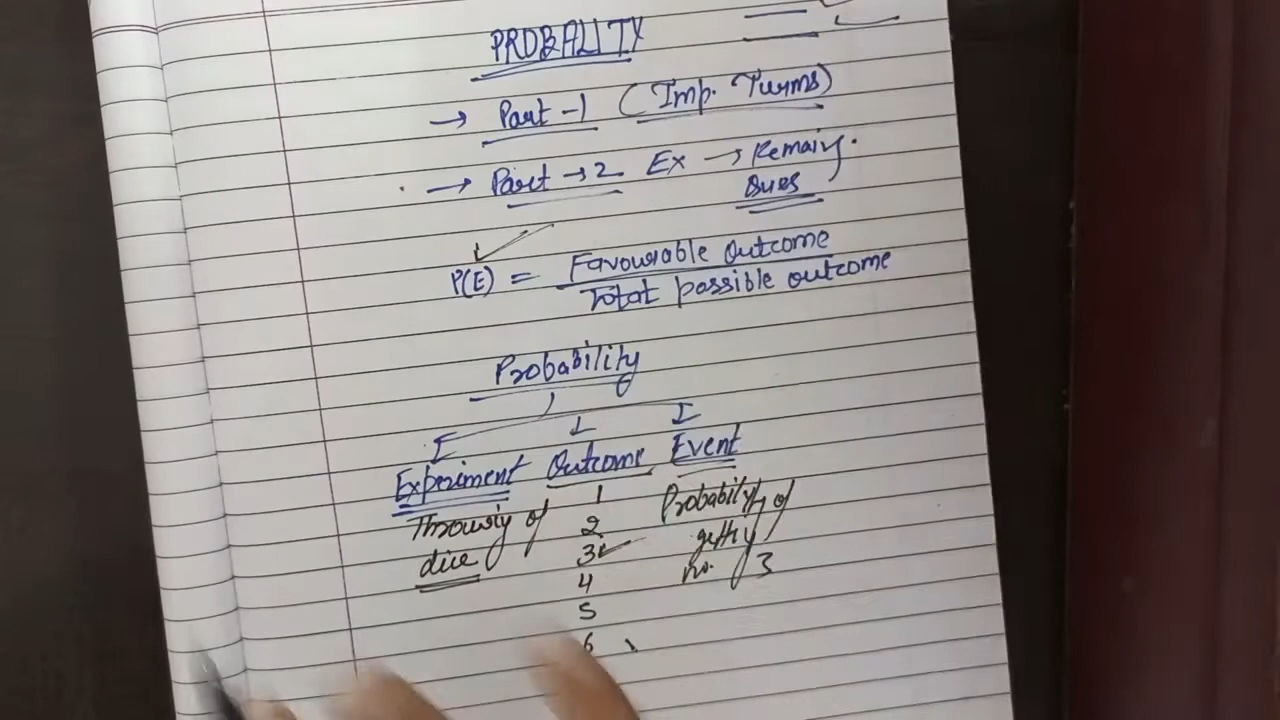 PROBALITY
→ Part -1 (Imp. Turms)
→ Part → 2 Ex → Remaing.
Ques
P(E) = Favourable Outcome
Total possible outcome
Probability
Experiment Outcome Event
Throwing of dice
1
2
3
4
5
6
Probability of
getting
no. 3